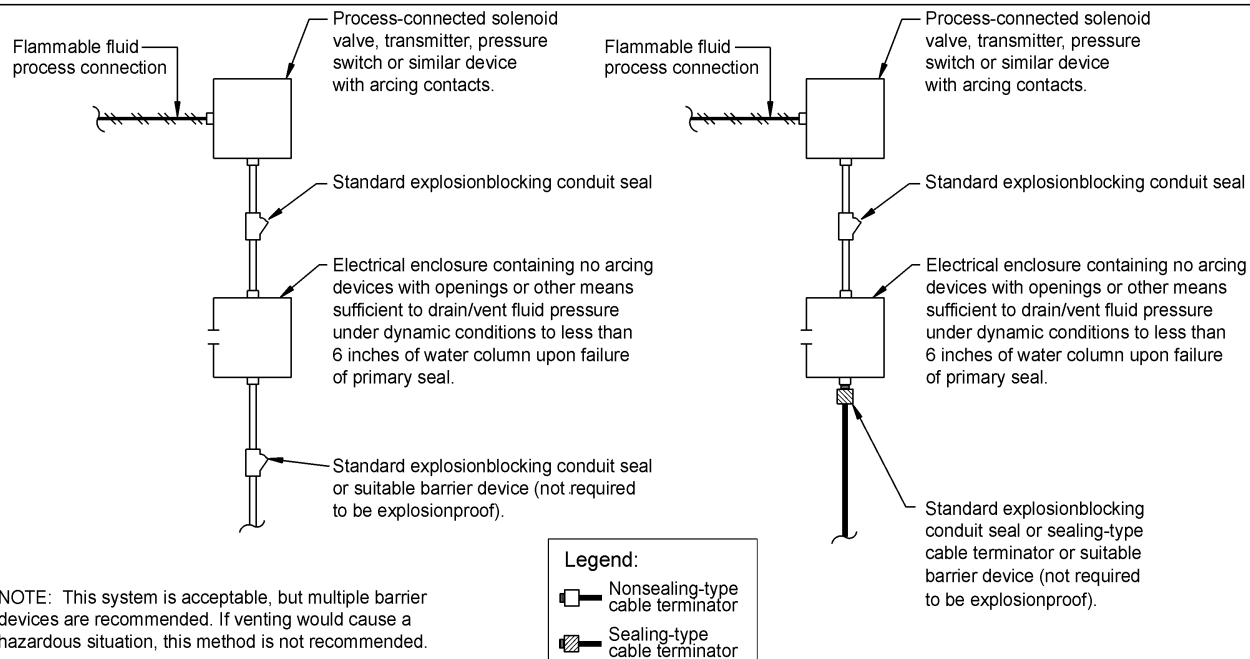 Flammable fluid
process connection
Process-connected solenoid
valve, transmitter, pressure
switch or similar device
with arcing contacts.
Standard explosionblocking conduit seal
Electrical enclosure containing no arcing
devices with openings or other means
sufficient to drain/vent fluid pressure
under dynamic conditions to less than
6 inches of water column upon failure
of primary seal.
Standard explosionblocking conduit seal
or suitable barrier device (not required
to be explosionproof).
NOTE: This system is acceptable, but multiple barrier
devices are recommended. If venting would cause a
hazardous situation, this method is not recommended.
Flammable fluid
process connection
Process-connected solenoid
valve, transmitter, pressure
switch or similar device
with arcing contacts.
Standard explosionblocking conduit seal
Electrical enclosure containing no arcing
devices with openings or other means
sufficient to drain/vent fluid pressure
under dynamic conditions to less than
6 inches of water column upon failure
of primary seal.
Standard explosionblocking
conduit seal or sealing-type
cable terminator or suitable
barrier device (not required
to be explosionproof).
Legend:
Nonsealing-type
cable terminator
Sealing-type
cable terminator